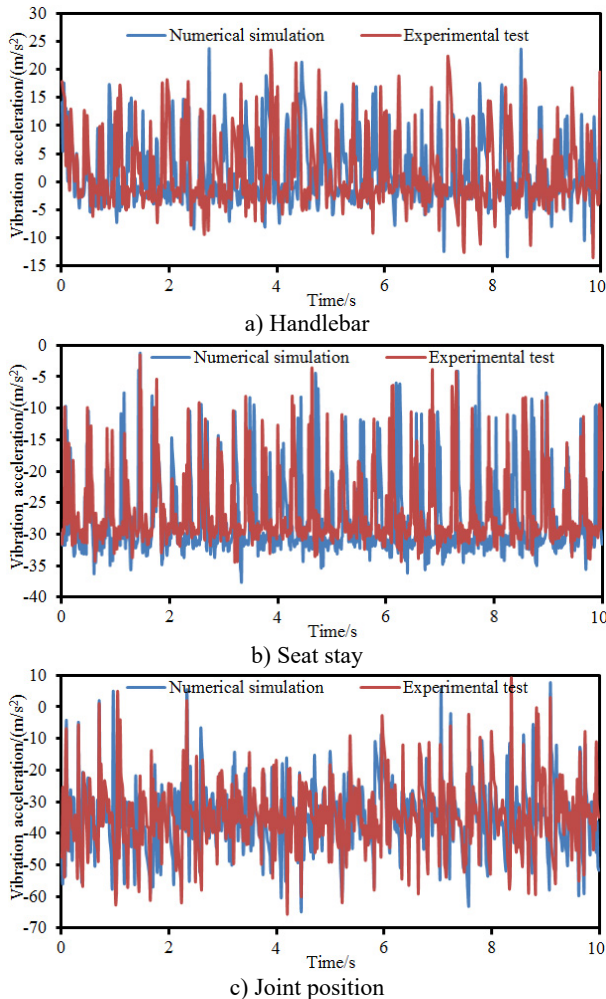 Vibration acceleration/(m/s²)
30
Numerical simulation Experimental test
25
20
15
10
5
0
-5
-10
-15
0 2 4 6 8 10
Time/s
a) Handlebar
Vibration acceleration/(m/s²)
0
Numerical simulation Experimental test
-5
-10
-15
-20
-25
-30
-35
-40
0 2 4 6 8 10
Time/s
b) Seat stay
Vibration acceleration/(m/s²)
10
Numerical simulation Experimental test
0
-10
-20
-30
-40
-50
-60
-70
0 2 4 6 8 10
Time/s
c) Joint position